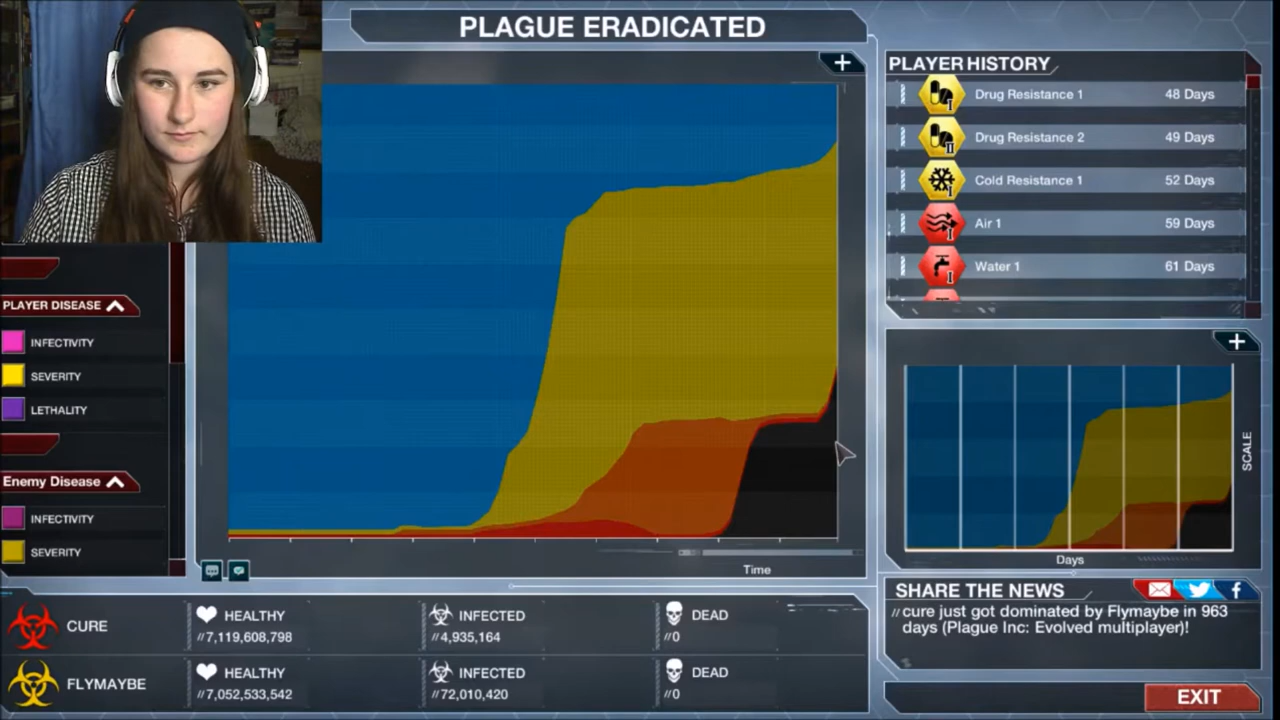 PLAGUE ERADICATED
PLAYER HISTORY
Drug Resistance 1 48 Days
Drug Resistance 2 49 Days
Cold Resistance 1 52 Days
Air 1 59 Days
Water 1 61 Days
PLAYER DISEASE
INFECTIVITY
SEVERITY
LETHALITY
Enemy Disease
INFECTIVITY
SEVERITY
Time
SCALE
Days
SHARE THE NEWS
// cure just got dominated by Flymaybe in 963
days (Plague Inc: Evolved multiplayer)!
CURE
HEALTHY
//7,119,608,798
INFECTED
//4,935,164
DEAD
//0
FLYMAYBE
HEALTHY
//7,052,533,542
INFECTED
//72,010,420
DEAD
//0
EXIT